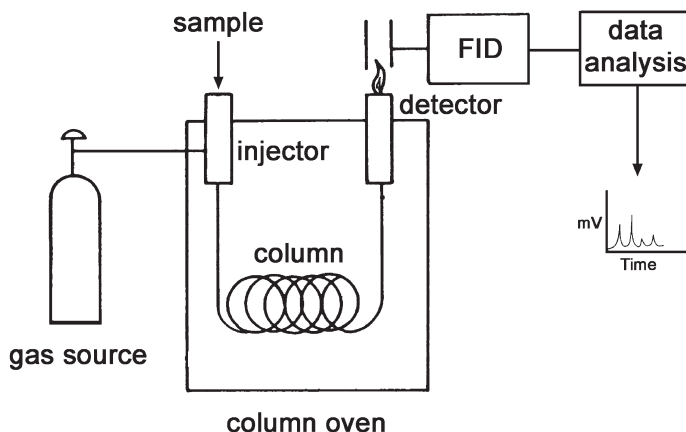 sample
FID
data
analysis
detector
injector
column
mV
Time
gas source
column oven